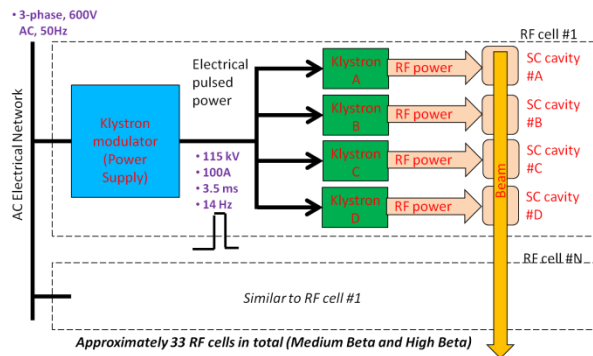 • 3-phase, 600V
AC, 50Hz
AC Electrical Network
RF cell #1
Klystron
modulator
(Power
Supply)
Electrical
pulsed
power
• 115 kV
• 100A
• 3.5 ms
• 14 Hz
Klystron
A
RF power
SC cavity
#A
Klystron
B
RF power
SC cavity
#B
Klystron
C
RF power
SC cavity
#C
Klystron
D
RF power
SC cavity
#D
Beam
RF cell #N
Similar to RF cell #1
Approximately 33 RF cells in total (Medium Beta and High Beta)